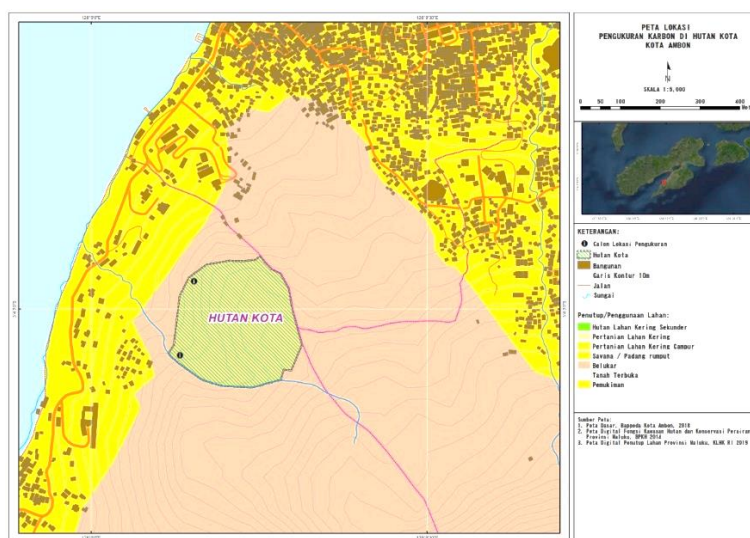 PETA LOKASI
PENGUKURAN KARBON DI HUTAN KOTA
KOTA AMBON
N
SKALA 1:9,000
0 50 100 200 300 400
HUTAN KOTA
KETERANGAN:
Calon Lokasi Pengukuran
Hutan Kota
Bangunan
Garis Kontur 10m
Jalan
Sungai
Penutup/Penggunaan Lahan:
Hutan Lahan Kering Sekunder
Pertanian Lahan Kering
Pertanian Lahan Kering Campur
Savana / Padang rumput
Belukar
Tanah Terbuka
Pemukiman
Sumber Peta:
1. Peta Dasar, Bappeda Kota Ambon, 2010
2. Peta Digital Fungsi Kawasan Hutan dan Konservasi Perairan
Provinsi Maluku, BPKH 2014
3. Peta Digital Penutup Lahan Provinsi Maluku, KLHK RI 2019